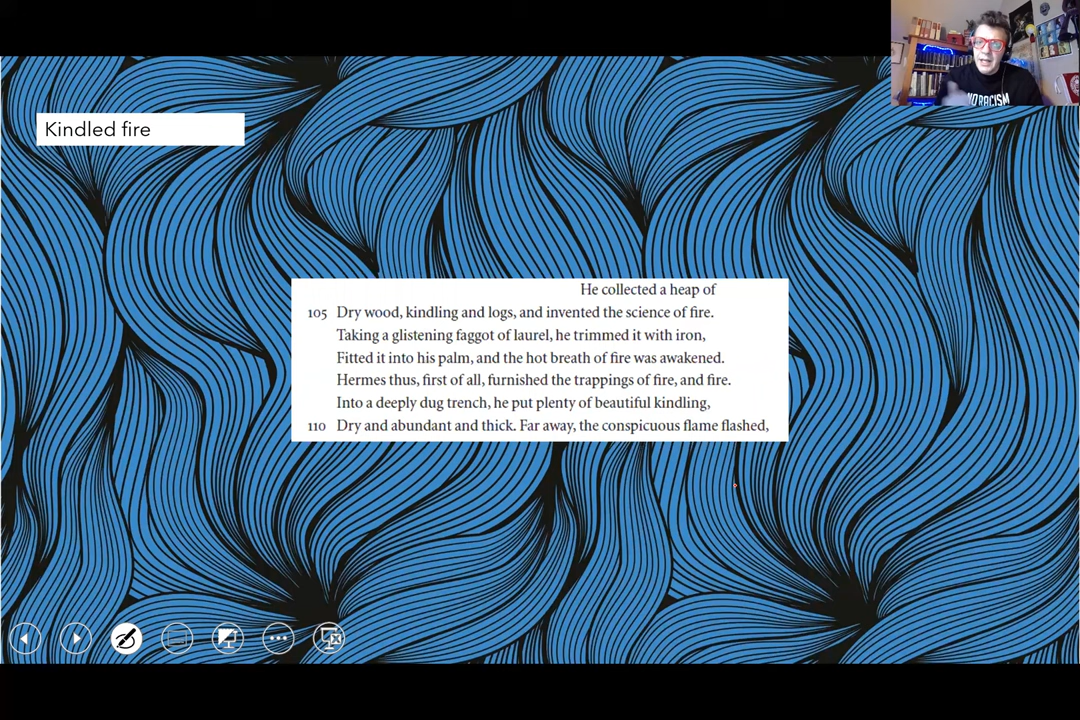 NO RACISM
Kindled fire
He collected a heap of
105 Dry wood, kindling and logs, and invented the science of fire.
Taking a glistening faggot of laurel, he trimmed it with iron,
Fitted it into his palm, and the hot breath of fire was awakened.
Hermes thus, first of all, furnished the trappings of fire, and fire.
Into a deeply dug trench, he put plenty of beautiful kindling,
110 Dry and abundant and thick. Far away, the conspicuous flame flashed,